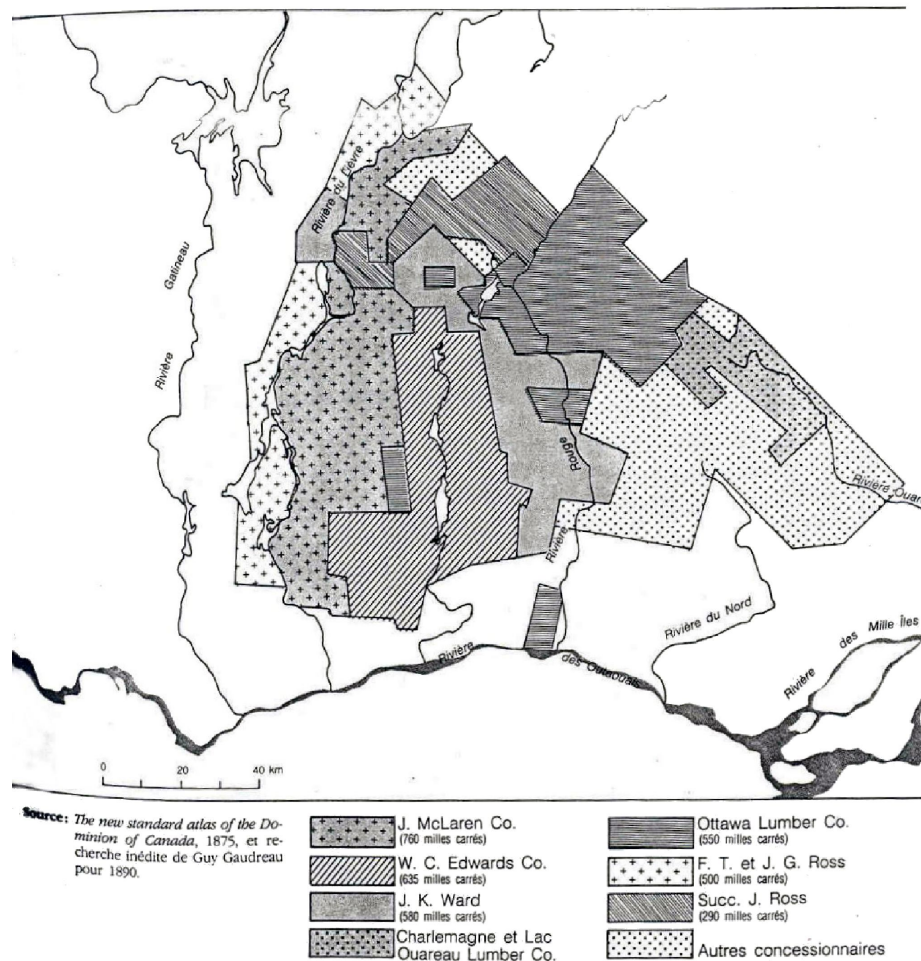 Rivière du Lièvre
Gatineau
Rivière
Rouge
Rivière
Rivière Ouar
Rivière du Nord
Rivière
des Outaouais
Rivière
des Mille Îles
0 20 40 km
Source: The new standard atlas of the Do-
minion of Canada, 1875, et re-
cherche inédite de Guy Gaudreau
pour 1890.
J. McLaren Co.
(760 milles carrés)
W. C. Edwards Co.
(635 milles carrés)
J. K. Ward
(580 milles carrés)
Charlemagne et Lac
Ouareau Lumber Co.
Ottawa Lumber Co.
(550 milles carrés)
F. T. et J. G. Ross
(500 milles carrés)
Succ. J. Ross
(290 milles carrés)
Autres concessionnaires